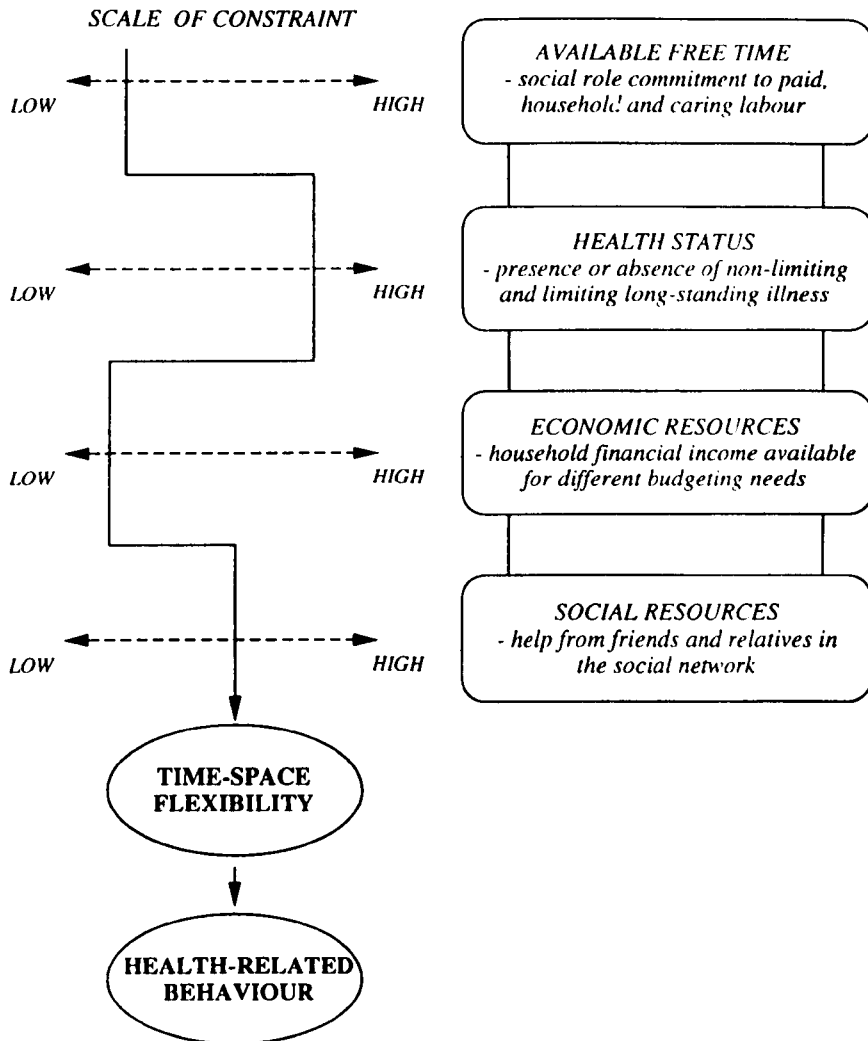 SCALE OF CONSTRAINT
LOW
HIGH
AVAILABLE FREE TIME
- social role commitment to paid,
household and caring labour
LOW
HIGH
HEALTH STATUS
- presence or absence of non-limiting
and limiting long-standing illness
LOW
HIGH
ECONOMIC RESOURCES
- household financial income available
for different budgeting needs
LOW
HIGH
SOCIAL RESOURCES
- help from friends and relatives in
the social network
TIME-SPACE
FLEXIBILITY
HEALTH-RELATED
BEHAVIOUR